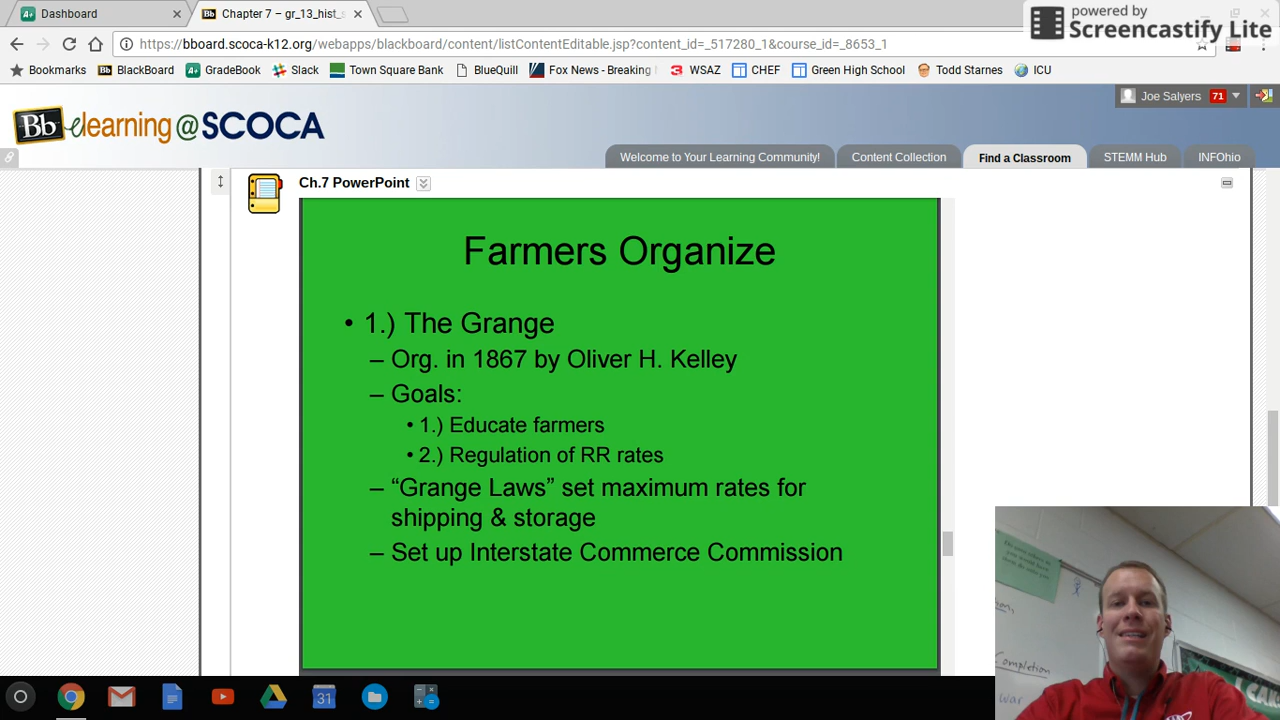 Dashboard
Chapter 7 – gr_13_hist_
powered by
Screencastify Lite
https://bboard.scoca-k12.org/webapps/blackboard/content/listContentEditable.jsp?content_id=_517280_1&course_id=_8653_1
Bookmarks BlackBoard GradeBook Slack Town Square Bank BlueQuill Fox News - Breaking WSAZ CHEF Green High School Todd Starnes ICU
Joe Salyers 71
Bb elearning@SCOCA
Welcome to Your Learning Community! Content Collection Find a Classroom STEMM Hub INFOhio
Ch.7 PowerPoint
Farmers Organize
• 1.) The Grange
– Org. in 1867 by Oliver H. Kelley
– Goals:
• 1.) Educate farmers
• 2.) Regulation of RR rates
– “Grange Laws” set maximum rates for
shipping & storage
– Set up Interstate Commerce Commission
Completion
War
31